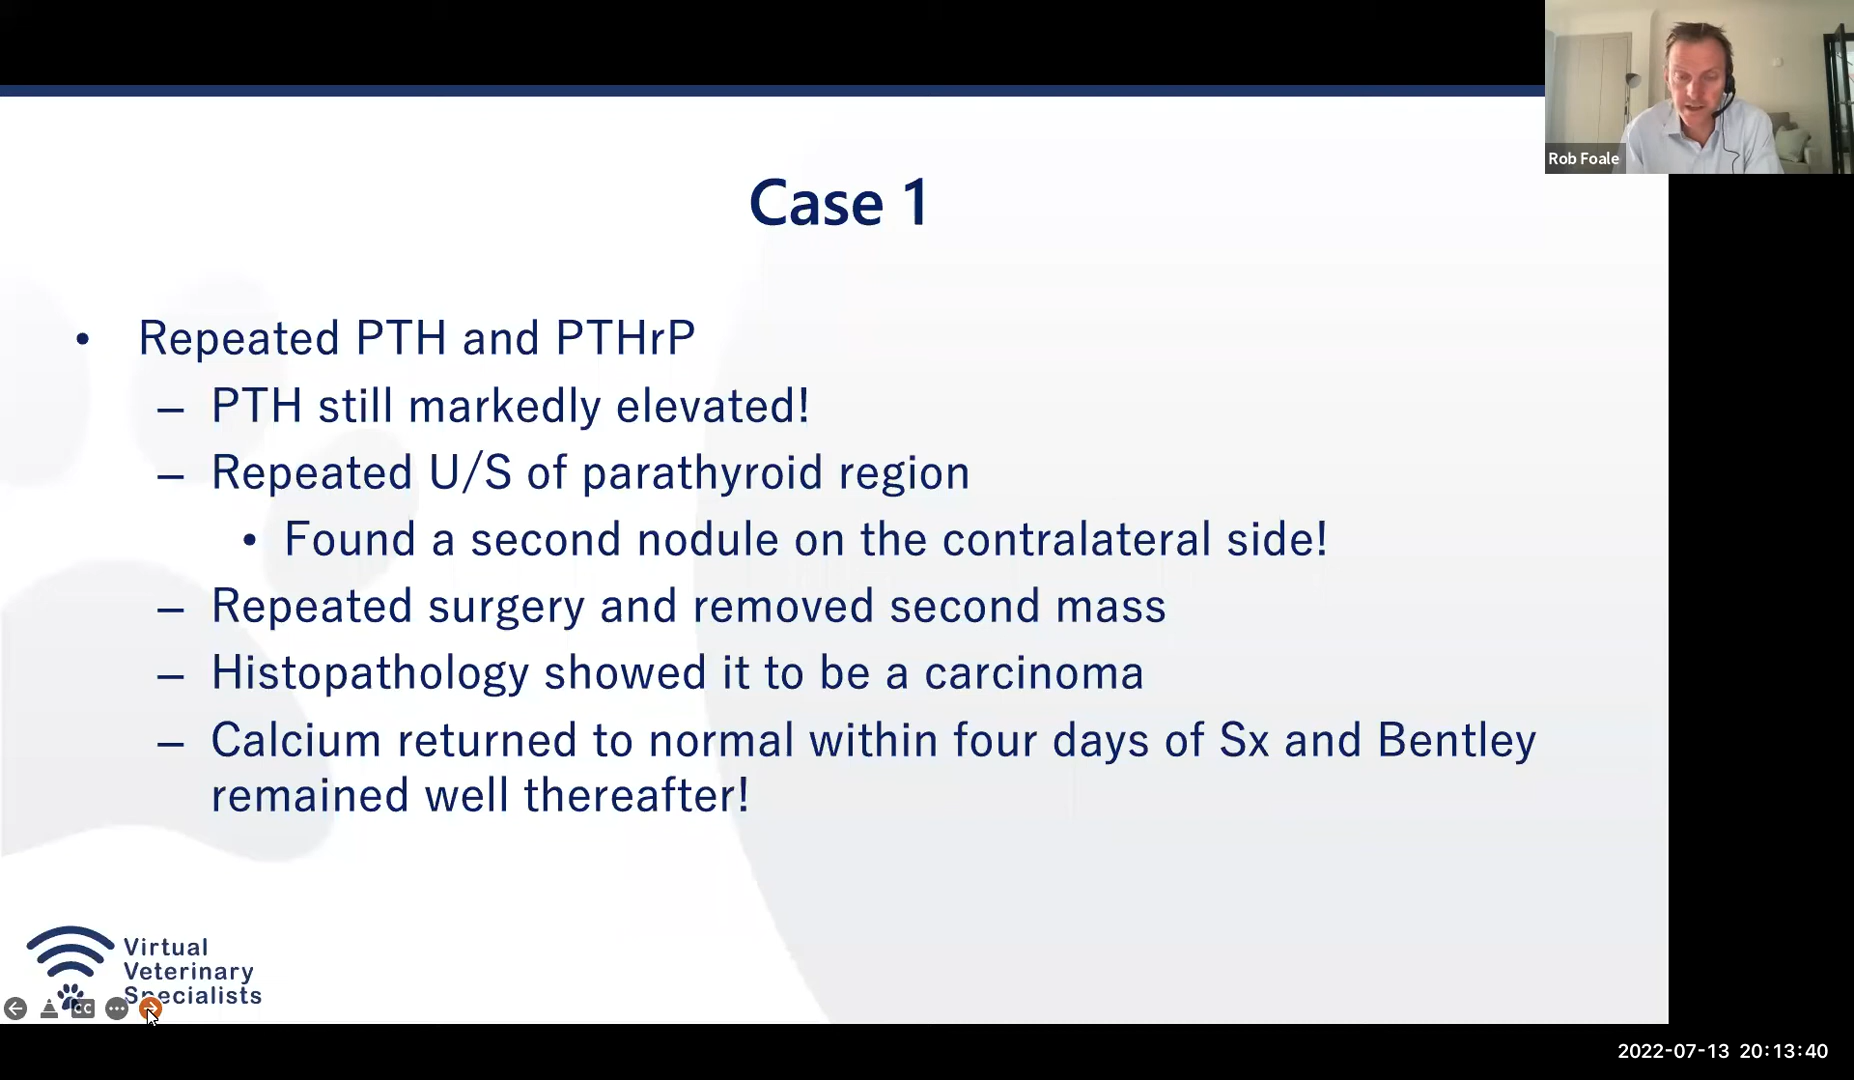 Rob Foale
Case 1
• Repeated PTH and PTHrP
– PTH still markedly elevated!
– Repeated U/S of parathyroid region
• Found a second nodule on the contralateral side!
– Repeated surgery and removed second mass
– Histopathology showed it to be a carcinoma
– Calcium returned to normal within four days of Sx and Bentley
remained well thereafter!
Virtual
Veterinary
Specialists
CC
2022-07-13 20:13:40